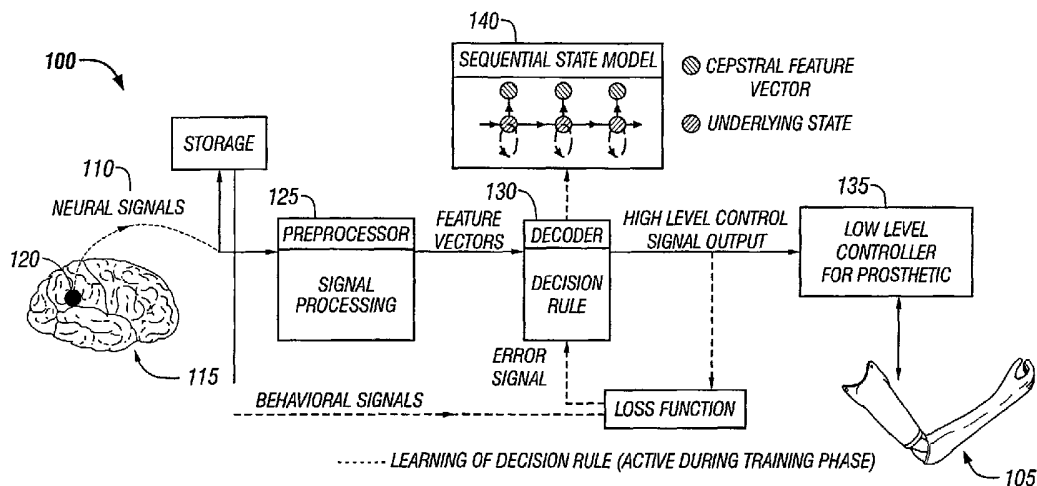 140
SEQUENTIAL STATE MODEL
CEPSTRAL FEATURE
VECTOR
UNDERLYING STATE
100
STORAGE
110
NEURAL SIGNALS
120
115
125
PREPROCESSOR
SIGNAL
PROCESSING
FEATURE
VECTORS
130
DECODER
DECISION
RULE
HIGH LEVEL CONTROL
SIGNAL OUTPUT
135
LOW LEVEL
CONTROLLER
FOR PROSTHETIC
ERROR
SIGNAL
BEHAVIORAL SIGNALS
LOSS FUNCTION
LEARNING OF DECISION RULE (ACTIVE DURING TRAINING PHASE)
105